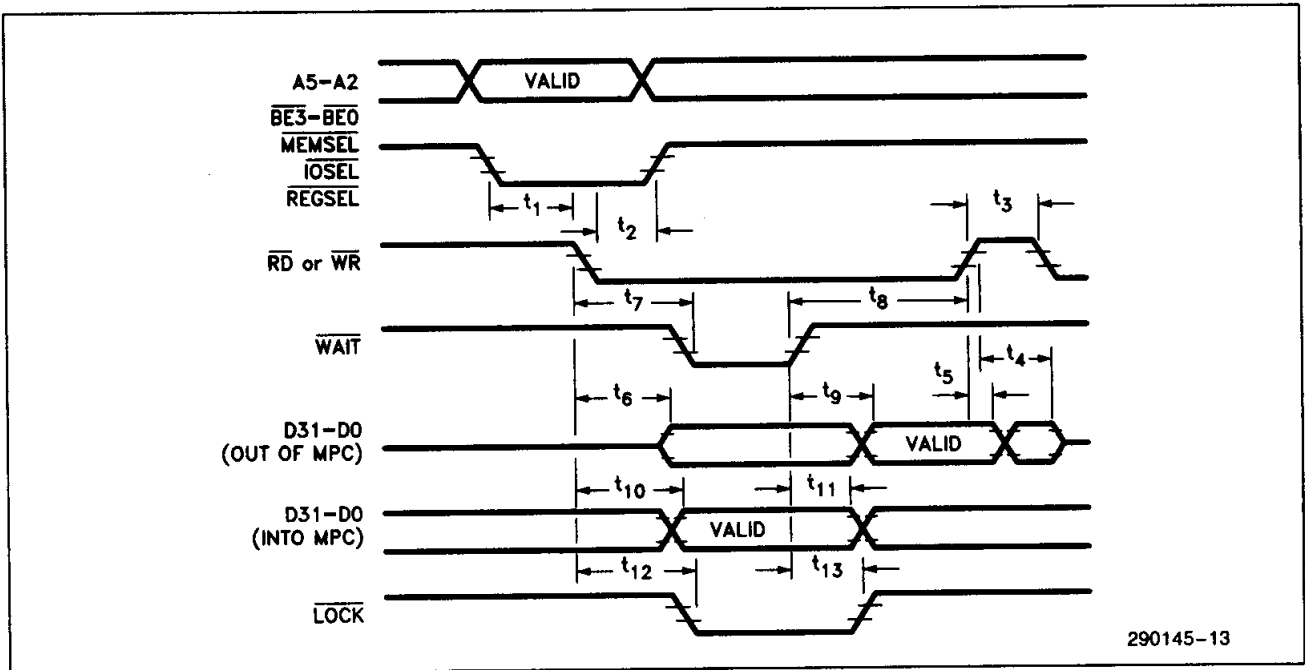 A5–A2
VALID
BE3–BE0
MEMSEL
IOSEL
REGSEL
t1
t2
t3
RD or WR
t7
t8
WAIT
t4
t5
t6
t9
D31–D0
(OUT OF MPC)
VALID
t10
t11
D31–D0
(INTO MPC)
VALID
t12
t13
LOCK
290145–13